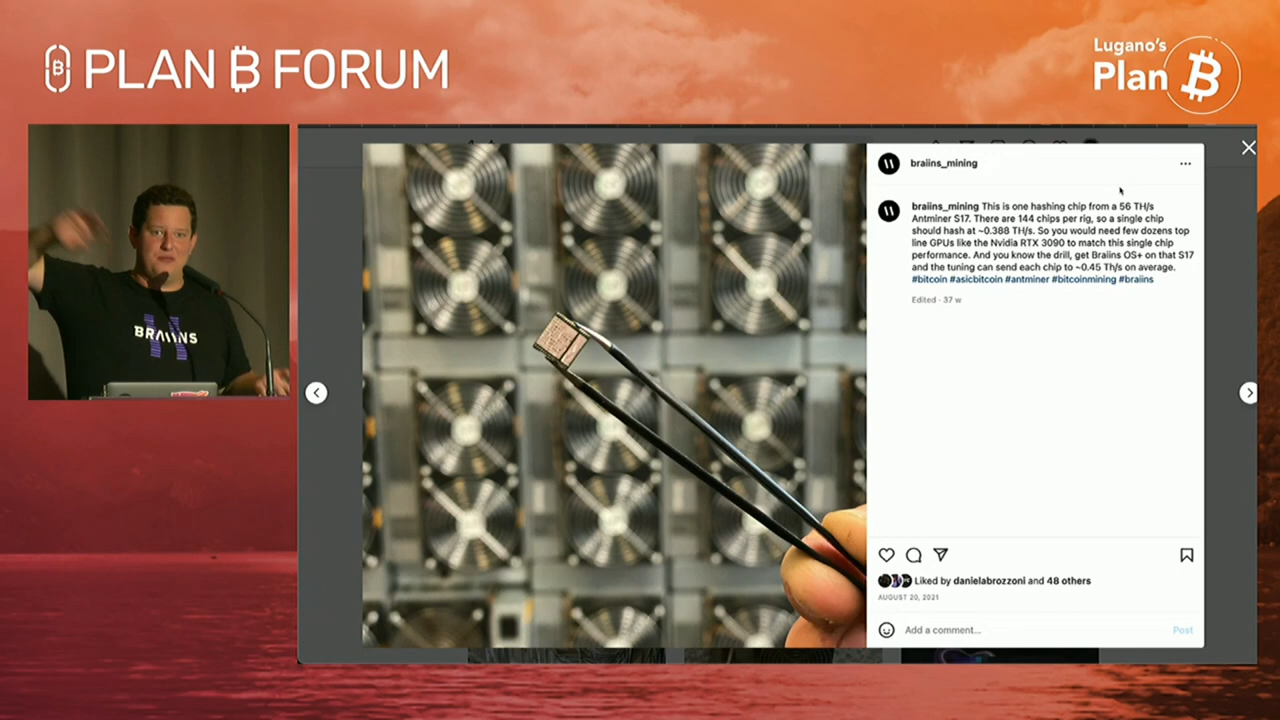 PLAN ₿ FORUM
Lugano's
Plan ₿
BRAIINS
braiins_mining
braiins_mining This is one hashing chip from a 56 TH/s
Antminer S17. There are 144 chips per rig, so a single chip
should hash at ~0.388 TH/s. So you would need few dozens top
line GPUs like the Nvidia RTX 3090 to match this single chip
performance. And you know the drill, get Braiins OS+ on that S17
and the tuning can send each chip to ~0.45 Th/s on average.
#bitcoin #asicbitcoin #antminer #bitcoinmining #braiins
Edited · 37 w
Liked by danielabrozzoni and 48 others
AUGUST 20, 2021
Add a comment...
Post